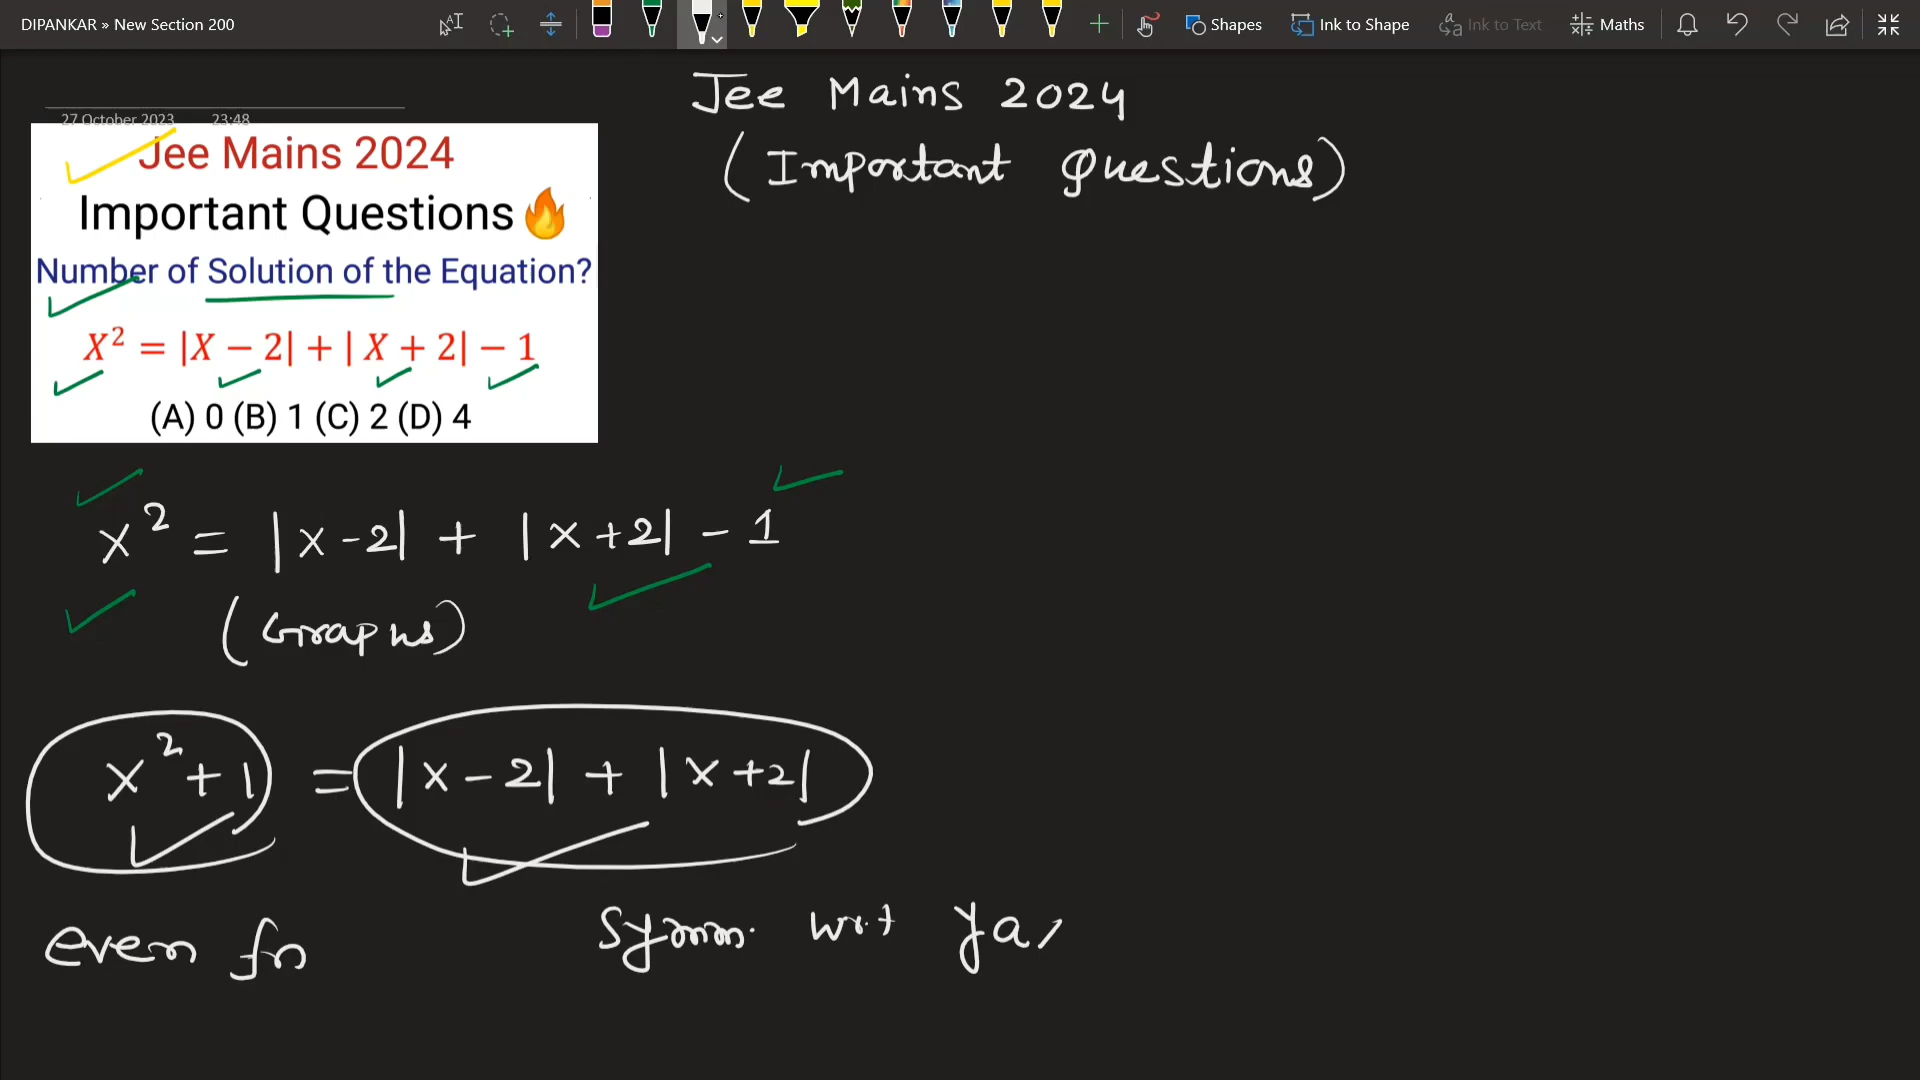 DIPANKAR » New Section 200
Shapes
Ink to Shape
Ink to Text
Maths
27 October 2023 23:48
Jee Mains 2024
Important Questions🔥
Number of Solution of the Equation?
X² = |X − 2| + | X + 2| − 1
(A) 0 (B) 1 (C) 2 (D) 4
Jee Mains 2024
(Important Questions)
x² = |x-2| + |x+2| - 1
(Graphs)
x²+1 = |x-2| + |x+2|
even fn
Symm. wr.t